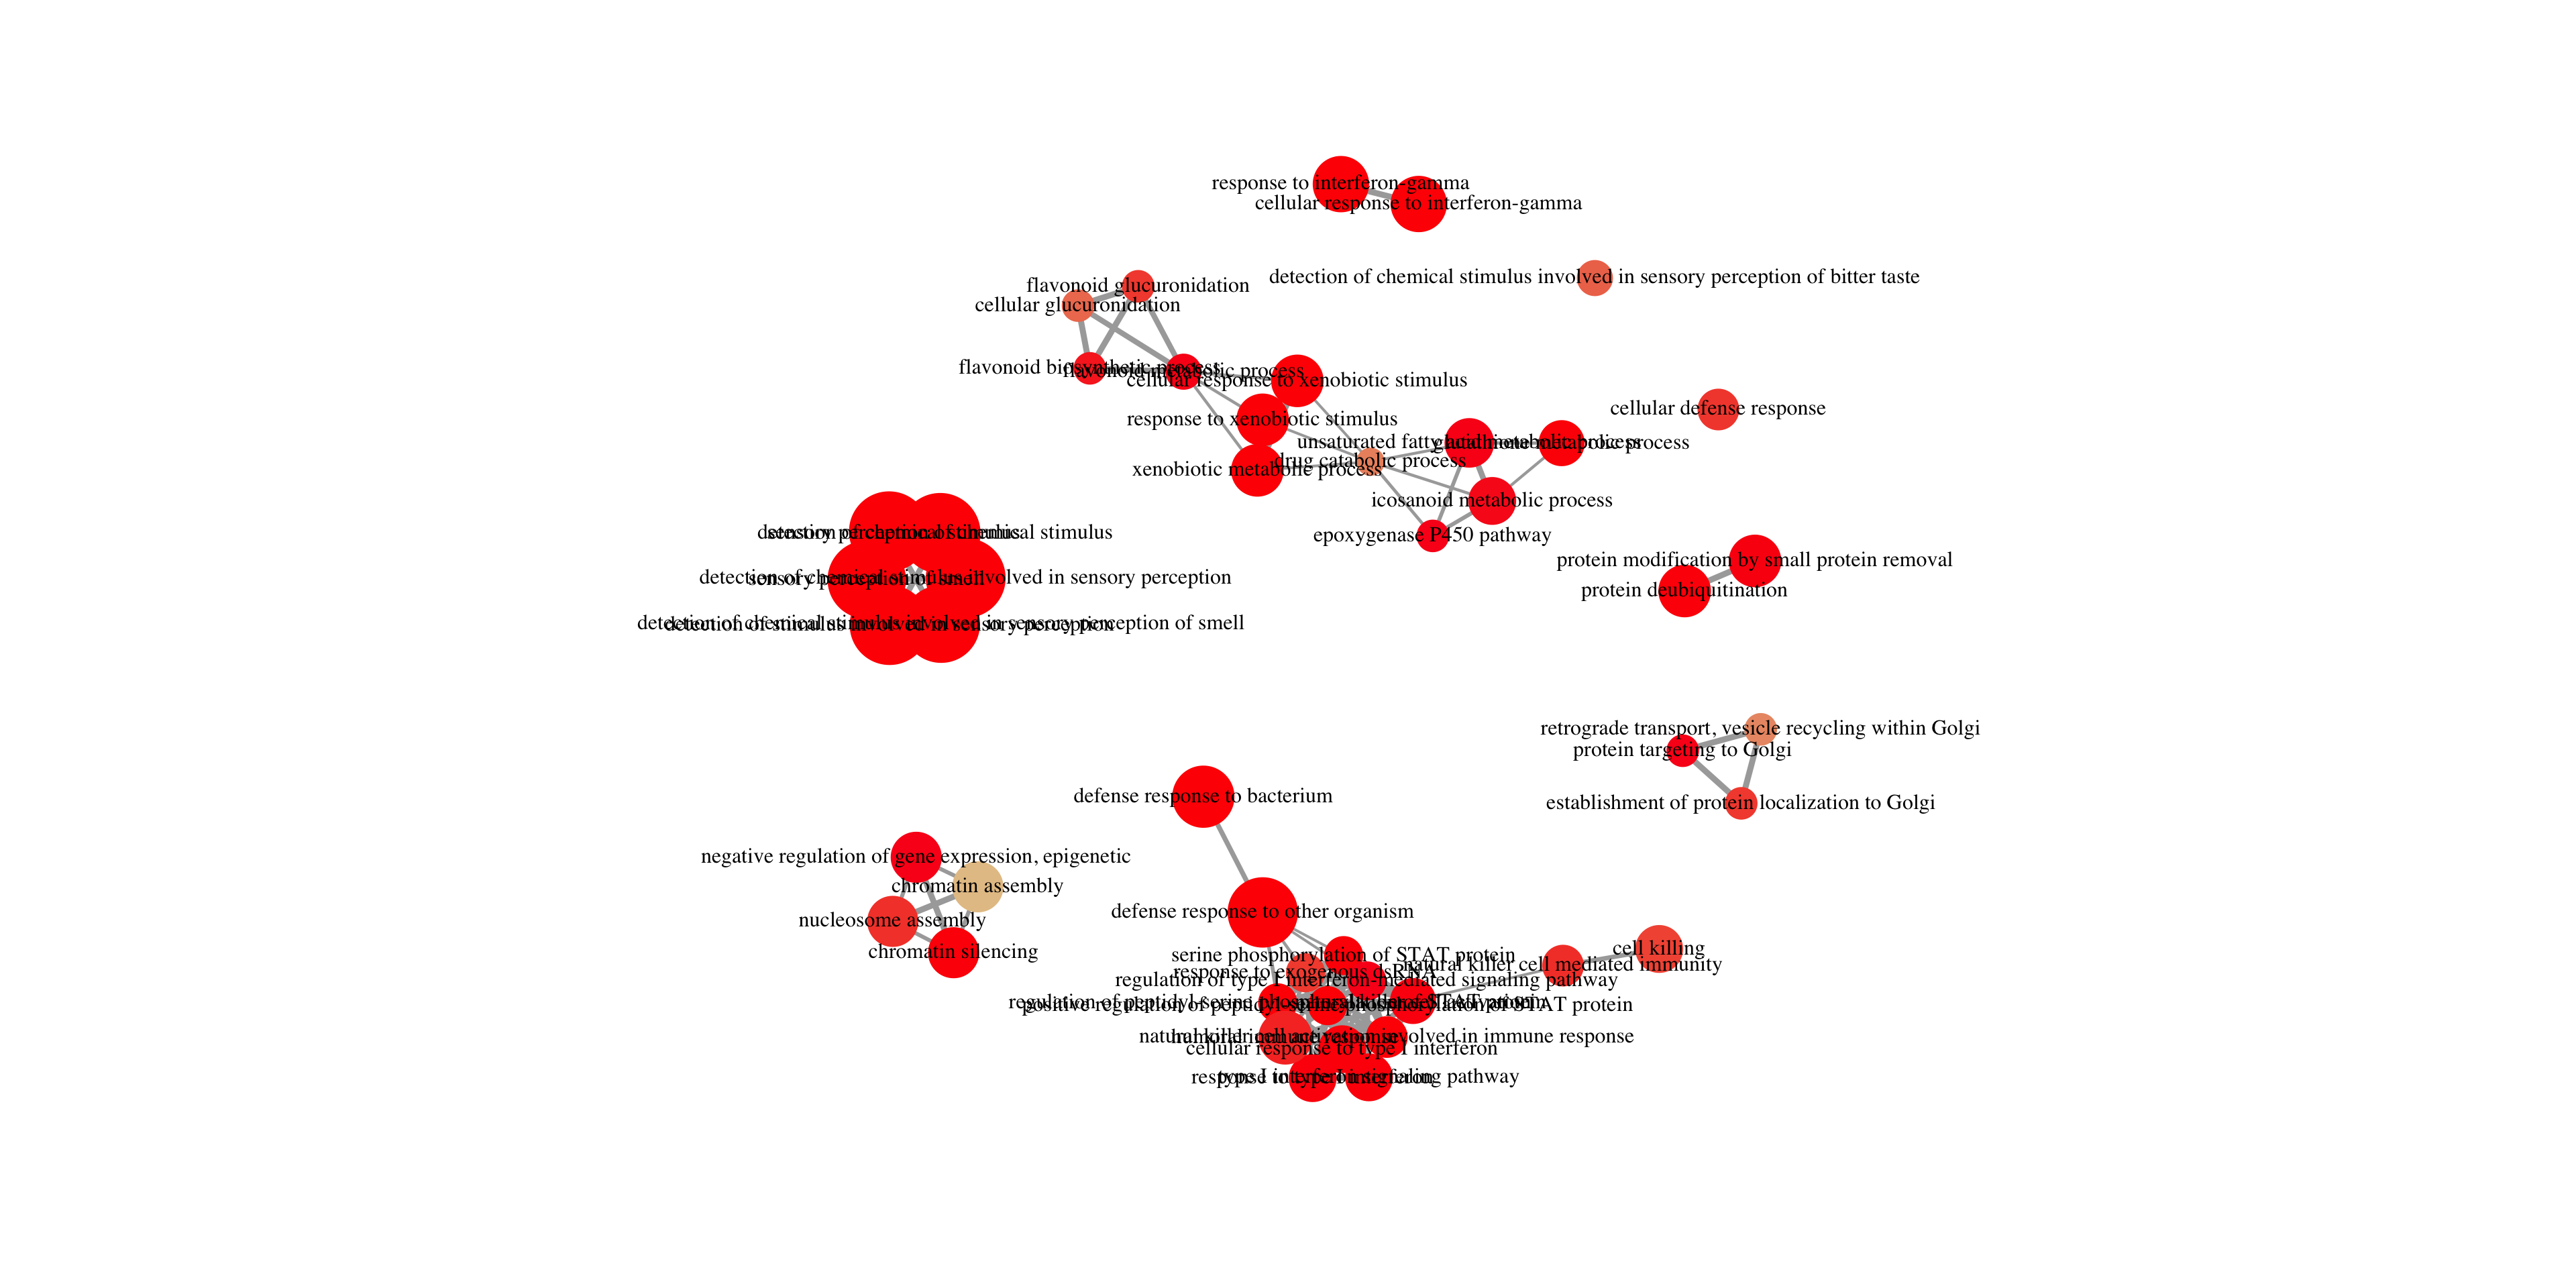 response to interferon-gamma
cellular response to interferon-gamma
detection of chemical stimulus involved in sensory perception of bitter taste
flavonoid glucuronidation
cellular glucuronidation
flavonoid biosynthetic process
flavonoid metabolic process
cellular response to xenobiotic stimulus
cellular defense response
response to xenobiotic stimulus
unsaturated fatty acid metabolic process
glutathione metabolic process
drug catabolic process
xenobiotic metabolic process
icosanoid metabolic process
epoxygenase P450 pathway
detection of chemical stimulus
sensory perception of chemical stimulus
protein modification by small protein removal
detection of chemical stimulus involved in sensory perception
sensory perception of smell
protein deubiquitination
detection of chemical stimulus involved in sensory perception of smell
detection of stimulus involved in sensory perception
retrograde transport, vesicle recycling within Golgi
protein targeting to Golgi
defense response to bacterium
establishment of protein localization to Golgi
negative regulation of gene expression, epigenetic
chromatin assembly
defense response to other organism
nucleosome assembly
cell killing
chromatin silencing
serine phosphorylation of STAT protein
natural killer cell mediated immunity
response to exogenous dsRNA
regulation of type I interferon-mediated signaling pathway
regulation of peptidyl-serine phosphorylation of STAT protein
positive regulation of peptidyl-serine phosphorylation of STAT protein
natural killer cell activation involved in immune response
humoral immune response
cellular response to type I interferon
response to type I interferon
type I interferon signaling pathway